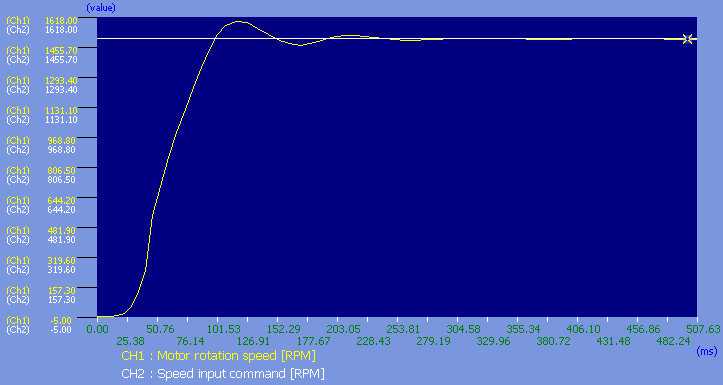 (value)
(Ch1) 1618.00
(Ch2) 1618.00
(Ch1) 1455.70
(Ch2) 1455.70
(Ch1) 1293.40
(Ch2) 1293.40
(Ch1) 1131.10
(Ch2) 1131.10
(Ch1) 968.80
(Ch2) 968.80
(Ch1) 806.50
(Ch2) 806.50
(Ch1) 644.20
(Ch2) 644.20
(Ch1) 481.90
(Ch2) 481.90
(Ch1) 319.60
(Ch2) 319.60
(Ch1) 157.30
(Ch2) 157.30
(Ch1) -5.00
(Ch2) -5.00
0.00 50.76 101.53 152.29 203.05 253.81 304.58 355.34 406.10 456.86 507.63
25.38 76.14 126.91 177.67 228.43 279.19 329.96 380.72 431.48 482.24
(ms)
CH1 : Motor rotation speed [RPM]
CH2 : Speed input command [RPM]